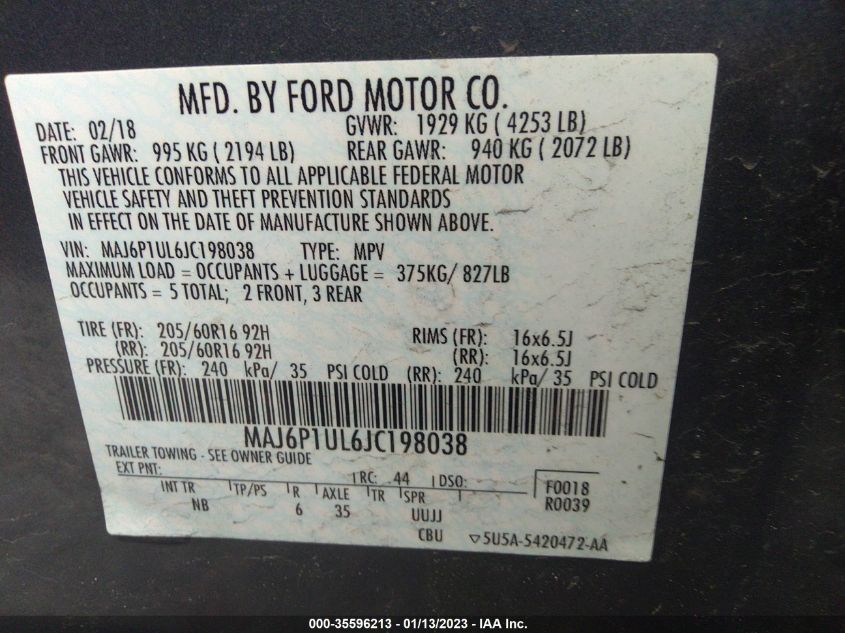 MFD. BY FORD MOTOR CO.
DATE: 02/18 GVWR: 1929 KG ( 4253 LB)
FRONT GAWR: 995 KG ( 2194 LB) REAR GAWR: 940 KG ( 2072 LB)
THIS VEHICLE CONFORMS TO ALL APPLICABLE FEDERAL MOTOR
VEHICLE SAFETY AND THEFT PREVENTION STANDARDS
IN EFFECT ON THE DATE OF MANUFACTURE SHOWN ABOVE.
VIN: MAJ6P1UL6JC198038 TYPE: MPV
MAXIMUM LOAD = OCCUPANTS + LUGGAGE = 375KG/ 827LB
OCCUPANTS = 5 TOTAL; 2 FRONT, 3 REAR
TIRE (FR): 205/60R16 92H RIMS (FR): 16x6.5J
(RR): 205/60R16 92H (RR): 16x6.5J
PRESSURE (FR): 240 kPa/ 35 PSI COLD (RR): 240 kPa/ 35 PSI COLD
MAJ6P1UL6JC198038
TRAILER TOWING - SEE OWNER GUIDE
EXT PNT: RC: 44 DSO: F0018
INT TR TP/PS R AXLE TR SPR R0039
NB 6 35 UUJJ
CBU ▽5U5A-5420472-AA
000-35596213 - 01/13/2023 - IAA Inc.